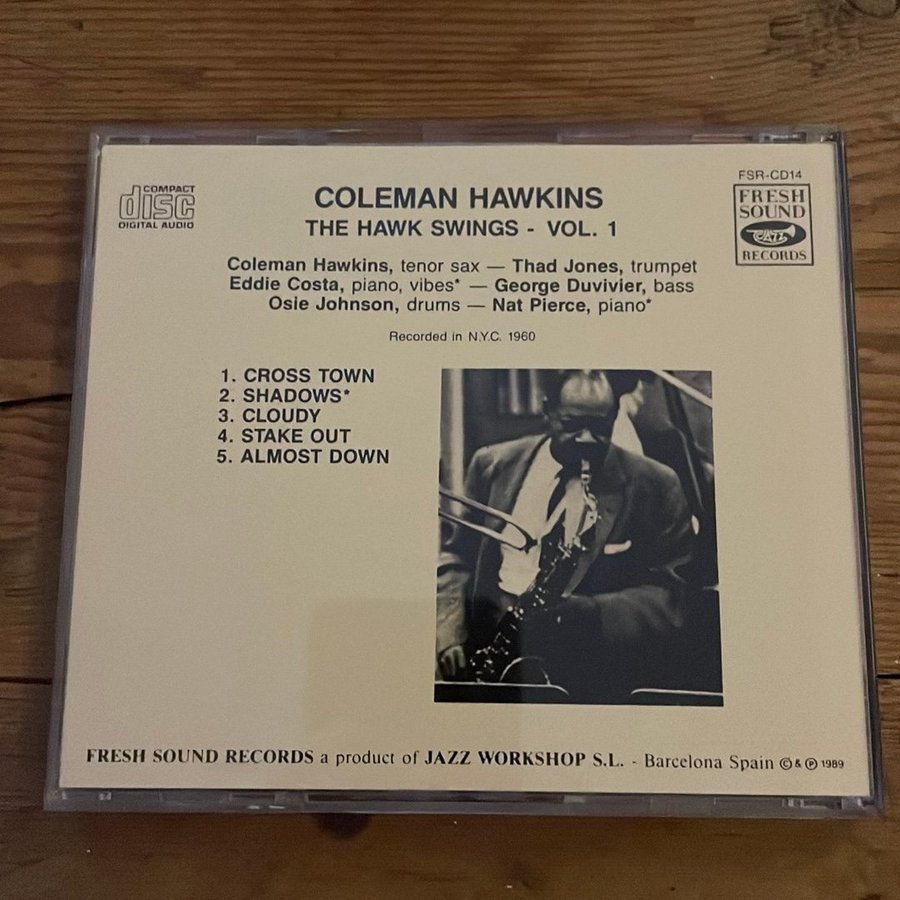 COMPACT
disc
DIGITAL AUDIO
COLEMAN HAWKINS
THE HAWK SWINGS - VOL. 1
FSR-CD14
FRESH
SOUND
JAZZ
RECORDS
Coleman Hawkins, tenor sax — Thad Jones, trumpet
Eddie Costa, piano, vibes* — George Duvivier, bass
Osie Johnson, drums — Nat Pierce, piano*
Recorded in N.Y.C. 1960
1. CROSS TOWN
2. SHADOWS*
3. CLOUDY
4. STAKE OUT
5. ALMOST DOWN
FRESH SOUND RECORDS a product of JAZZ WORKSHOP S.L. - Barcelona Spain © & ℗ 1989